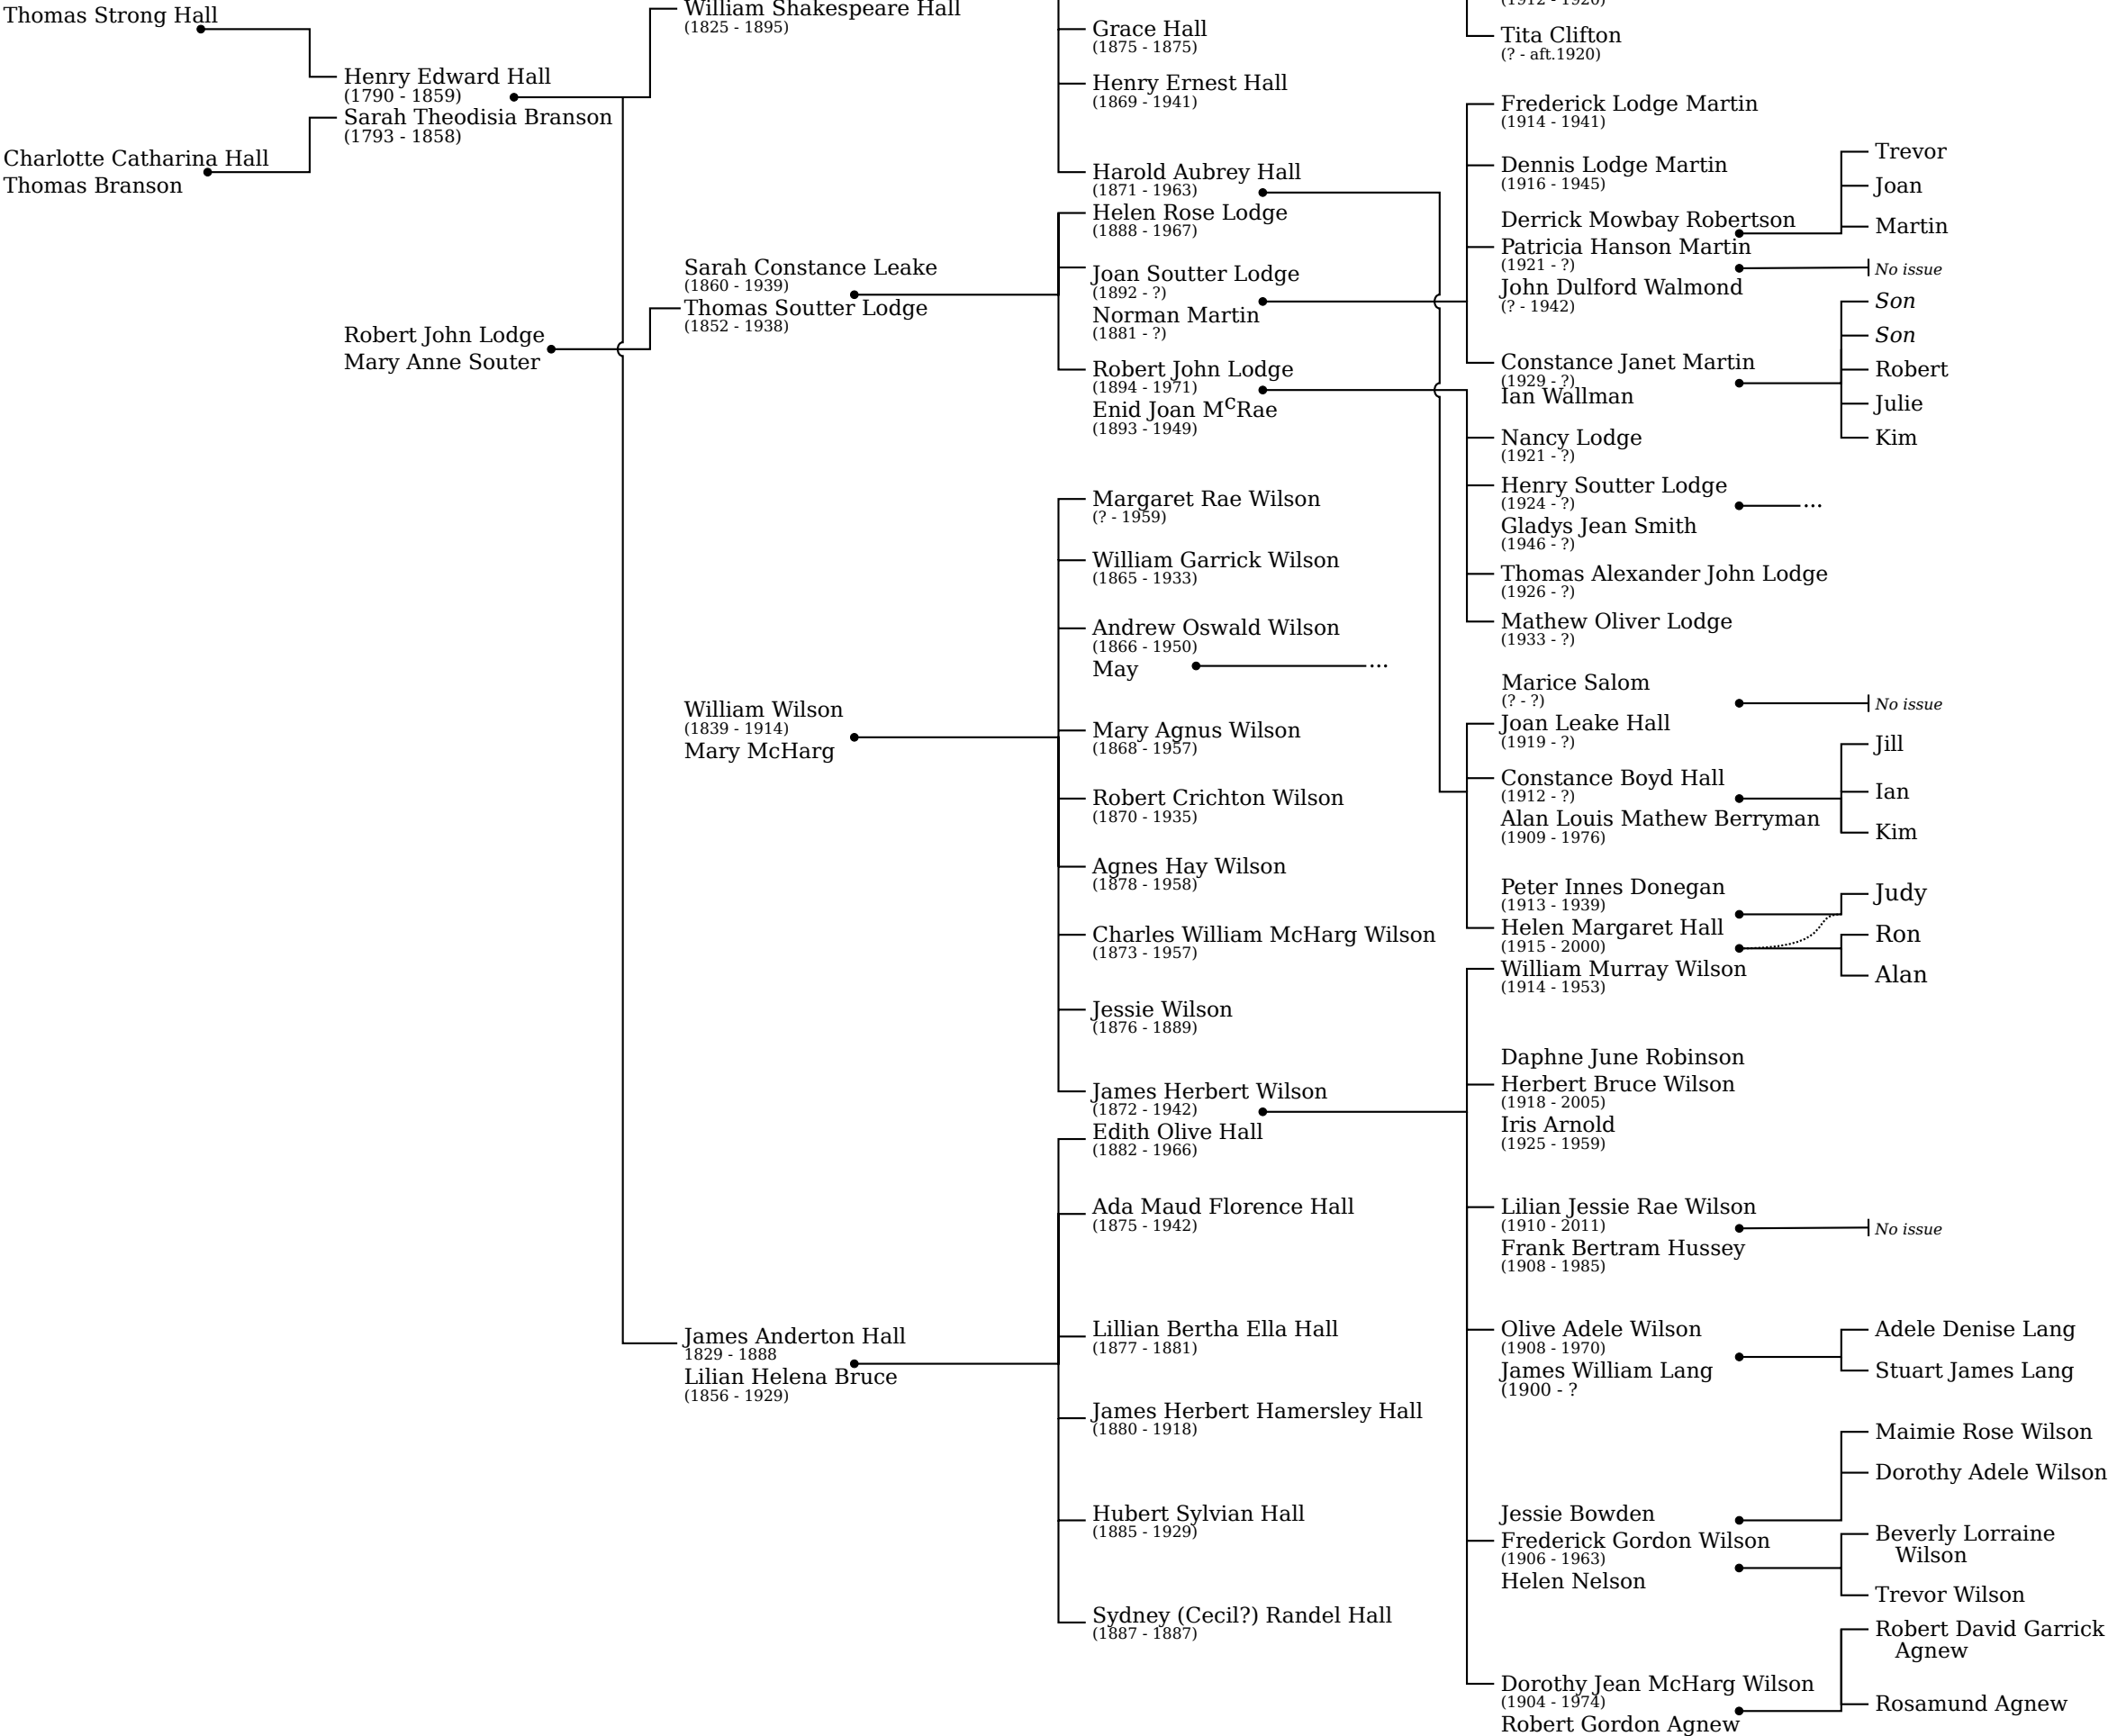 Thomas Strong Hall
Charlotte Catharina Hall
Thomas Branson
Henry Edward Hall
(1790 - 1859)
Sarah Theodisia Branson
(1793 - 1858)
Robert John Lodge
Mary Anne Souter
William Shakespeare Hall
(1825 - 1895)
Sarah Constance Leake
(1860 - 1939)
Thomas Soutter Lodge
(1852 - 1938)
William Wilson
(1839 - 1914)
Mary McHarg
James Anderton Hall
1829 - 1888
Lilian Helena Bruce
(1856 - 1929)
Grace Hall
(1875 - 1875)
Henry Ernest Hall
(1869 - 1941)
Harold Aubrey Hall
(1871 - 1963)
Helen Rose Lodge
(1888 - 1967)
Joan Soutter Lodge
(1892 - ?)
Norman Martin
(1881 - ?)
Robert John Lodge
(1894 - 1971)
Enid Joan McRae
(1893 - 1949)
Margaret Rae Wilson
(? - 1959)
William Garrick Wilson
(1865 - 1933)
Andrew Oswald Wilson
(1866 - 1950)
May ...
Mary Agnus Wilson
(1868 - 1957)
Robert Crichton Wilson
(1870 - 1935)
Agnes Hay Wilson
(1878 - 1958)
Charles William McHarg Wilson
(1873 - 1957)
Jessie Wilson
(1876 - 1889)
James Herbert Wilson
(1872 - 1942)
Edith Olive Hall
(1882 - 1966)
Ada Maud Florence Hall
(1875 - 1942)
Lillian Bertha Ella Hall
(1877 - 1881)
James Herbert Hamersley Hall
(1880 - 1918)
Hubert Sylvian Hall
(1885 - 1929)
Sydney (Cecil?) Randel Hall
(1887 - 1887)
(1912 - 1920)
Tita Clifton
(? - aft.1920)
Frederick Lodge Martin
(1914 - 1941)
Dennis Lodge Martin
(1916 - 1945)
Derrick Mowbay Robertson
Patricia Hanson Martin
(1921 - ?)
John Dulford Walmond
(? - 1942)
Constance Janet Martin
(1929 - ?)
Ian Wallman
Nancy Lodge
(1921 - ?)
Henry Soutter Lodge
(1924 - ?) ...
Gladys Jean Smith
(1946 - ?)
Thomas Alexander John Lodge
(1926 - ?)
Mathew Oliver Lodge
(1933 - ?)
Marice Salom
(? - ?)
Joan Leake Hall
(1919 - ?)
Constance Boyd Hall
(1912 - ?)
Alan Louis Mathew Berryman
(1909 - 1976)
Peter Innes Donegan
(1913 - 1939)
Helen Margaret Hall
(1915 - 2000)
William Murray Wilson
(1914 - 1953)
Daphne June Robinson
Herbert Bruce Wilson
(1918 - 2005)
Iris Arnold
(1925 - 1959)
Lilian Jessie Rae Wilson
(1910 - 2011)
Frank Bertram Hussey
(1908 - 1985)
Olive Adele Wilson
(1908 - 1970)
James William Lang
(1900 - ?
Jessie Bowden
Frederick Gordon Wilson
(1906 - 1963)
Helen Nelson
Dorothy Jean McHarg Wilson
(1904 - 1974)
Robert Gordon Agnew
Trevor
Joan
Martin
No issue
Son
Son
Robert
Julie
Kim
No issue
Jill
Ian
Kim
Judy
Ron
Alan
No issue
Adele Denise Lang
Stuart James Lang
Maimie Rose Wilson
Dorothy Adele Wilson
Beverly Lorraine
Wilson
Trevor Wilson
Robert David Garrick
Agnew
Rosamund Agnew